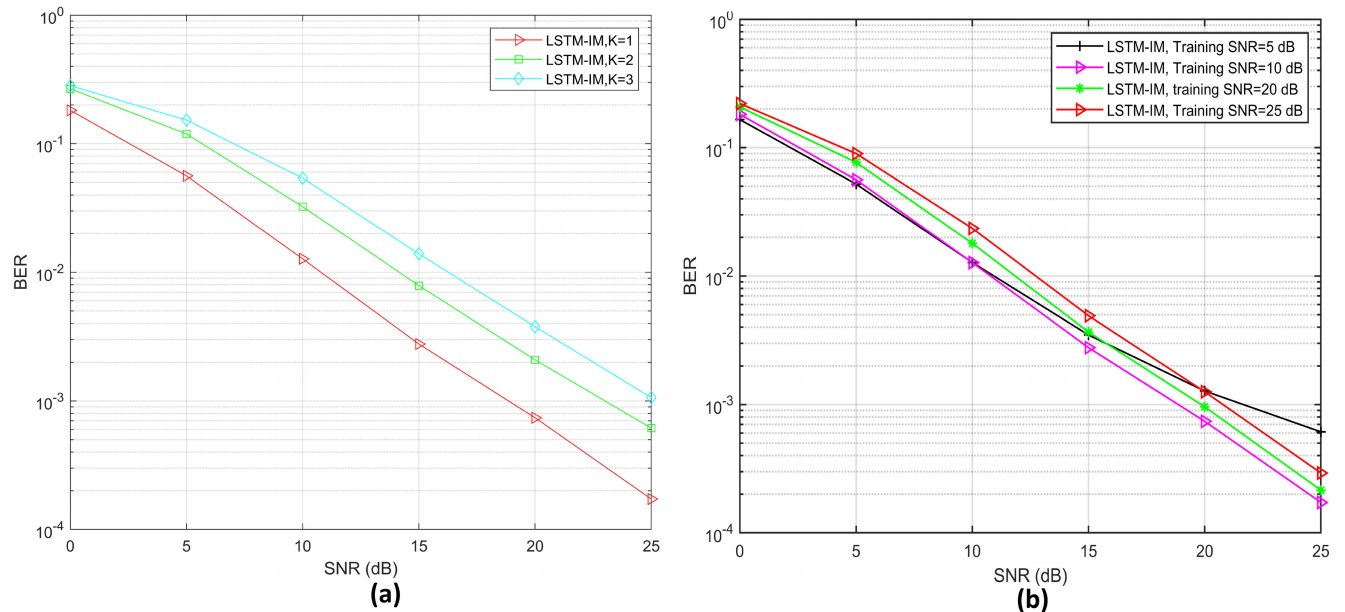 10^0
10^-1
10^-2
10^-3
10^-4
BER
0 5 10 15 20 25
SNR (dB)
LSTM-IM,K=1
LSTM-IM,K=2
LSTM-IM,K=3
(a)
10^0
10^-1
10^-2
10^-3
10^-4
BER
0 5 10 15 20 25
SNR (dB)
LSTM-IM, Training SNR=5 dB
LSTM-IM, Training SNR=10 dB
LSTM-IM, training SNR=20 dB
LSTM-IM, Training SNR=25 dB
(b)